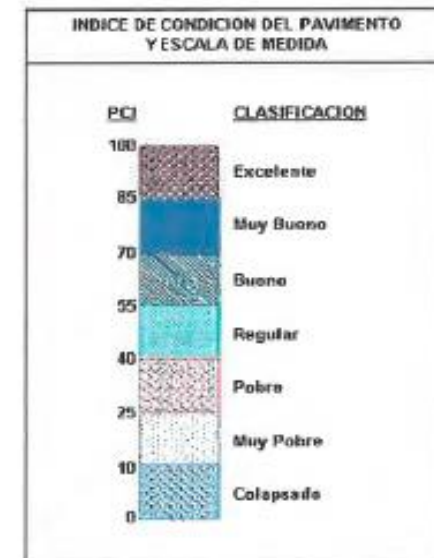 INDICE DE CONDICION DEL PAVIMENTO
Y ESCALA DE MEDIDA
PCI CLASIFICACION
100
Excelente
85
Muy Bueno
70
Bueno
55
Regular
40
Pobre
25
Muy Pobre
10
Colapsado
0